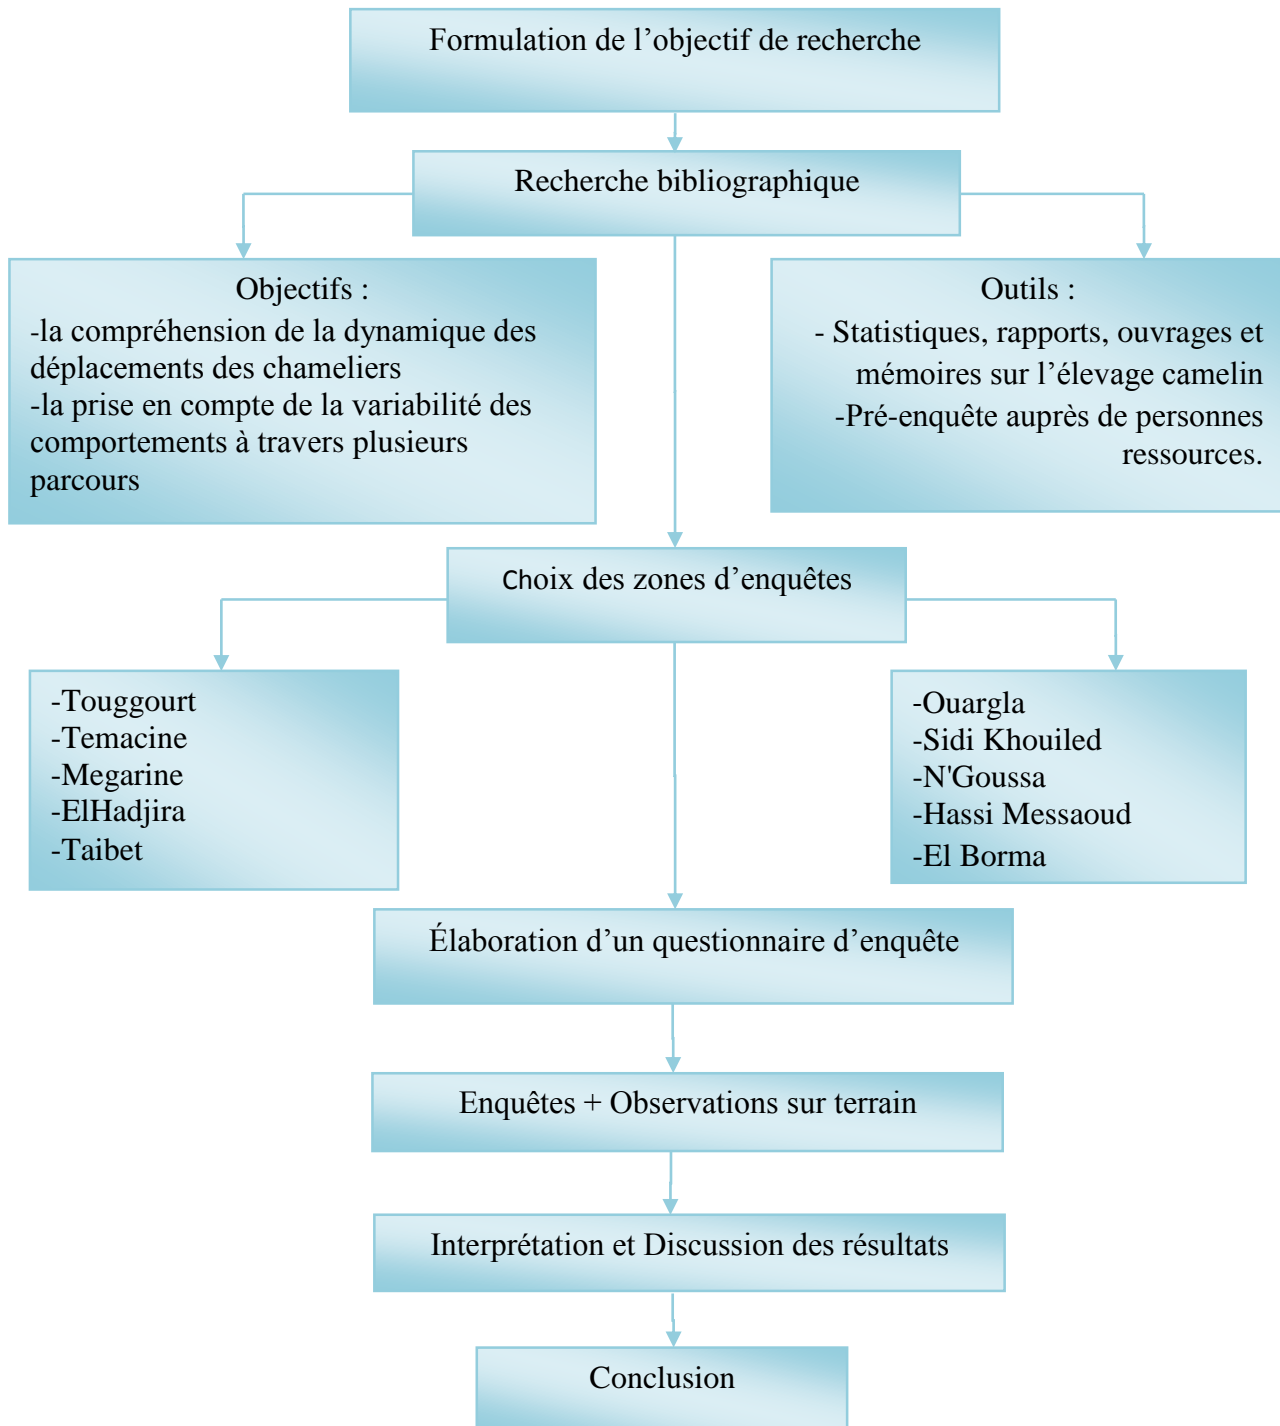 Formulation de l’objectif de recherche
Recherche bibliographique
Objectifs :
-la compréhension de la dynamique des
déplacements des chameliers
-la prise en compte de la variabilité des
comportements à travers plusieurs
parcours
Outils :
- Statistiques, rapports, ouvrages et
mémoires sur l’élevage camelin
-Pré-enquête auprès de personnes
ressources.
Choix des zones d’enquêtes
-Touggourt
-Temacine
-Megarine
-ElHadjira
-Taibet
-Ouargla
-Sidi Khouiled
-N'Goussa
-Hassi Messaoud
-El Borma
Élaboration d’un questionnaire d’enquête
Enquêtes + Observations sur terrain
Interprétation et Discussion des résultats
Conclusion